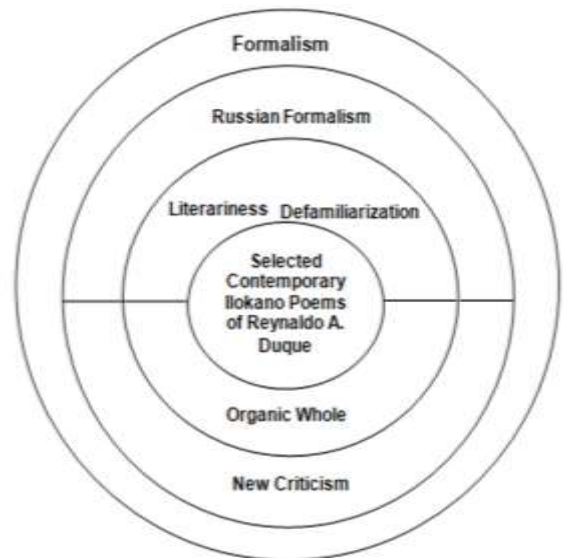 Formalism
Russian Formalism
Literariness Defamiliarization
Selected
Contemporary
Ilokano Poems
of Reynaldo A.
Duque
Organic Whole
New Criticism